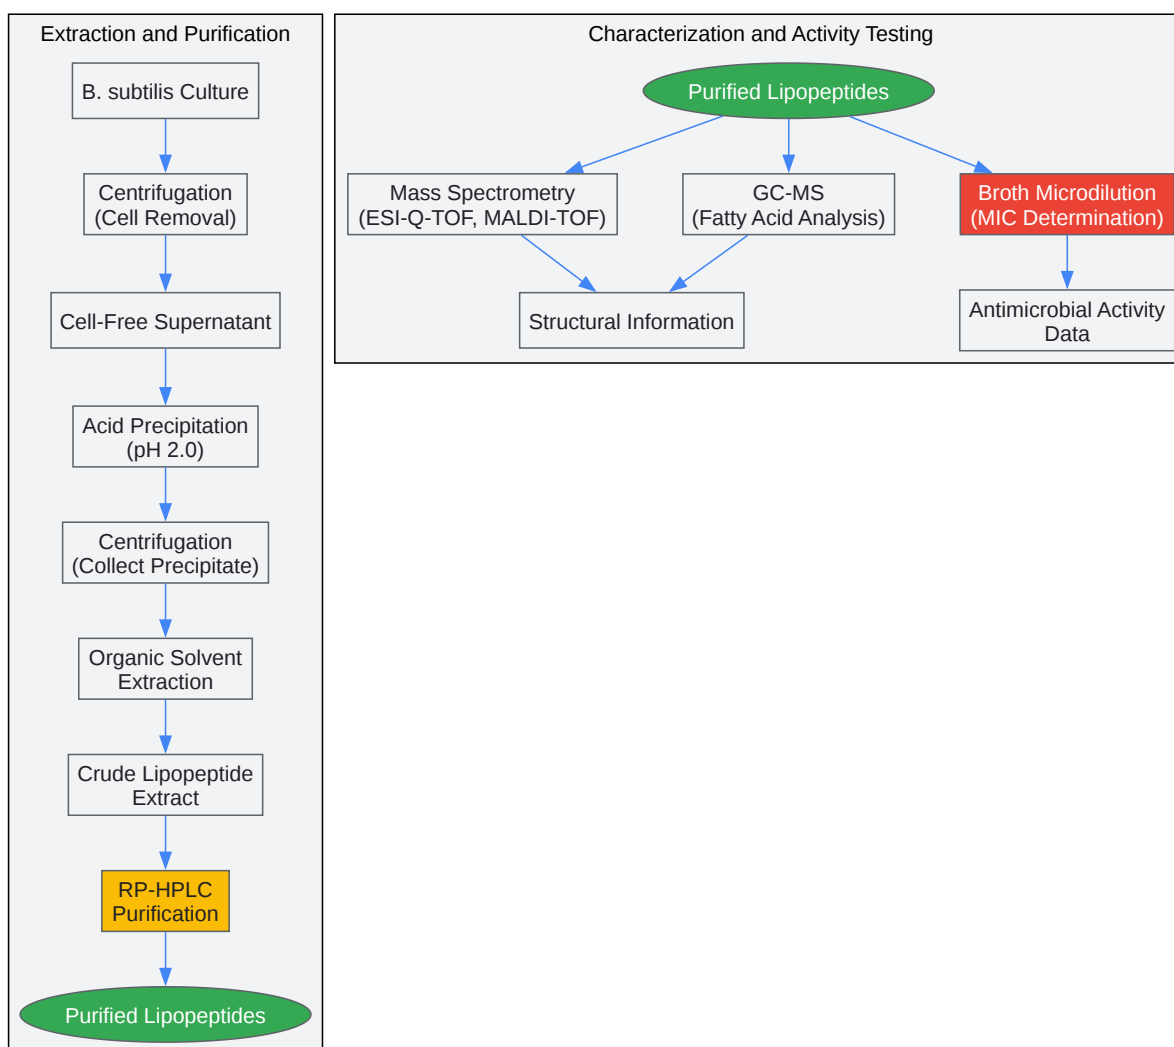 Extraction and Purification
B. subtilis Culture
Centrifugation
(Cell Removal)
Cell-Free Supernatant
Acid Precipitation
(pH 2.0)
Centrifugation
(Collect Precipitate)
Organic Solvent
Extraction
Crude Lipopeptide
Extract
RP-HPLC
Purification
Purified Lipopeptides
Characterization and Activity Testing
Purified Lipopeptides
Mass Spectrometry
(ESI-Q-TOF, MALDI-TOF)
GC-MS
(Fatty Acid Analysis)
Broth Microdilution
(MIC Determination)
Structural Information
Antimicrobial Activity
Data